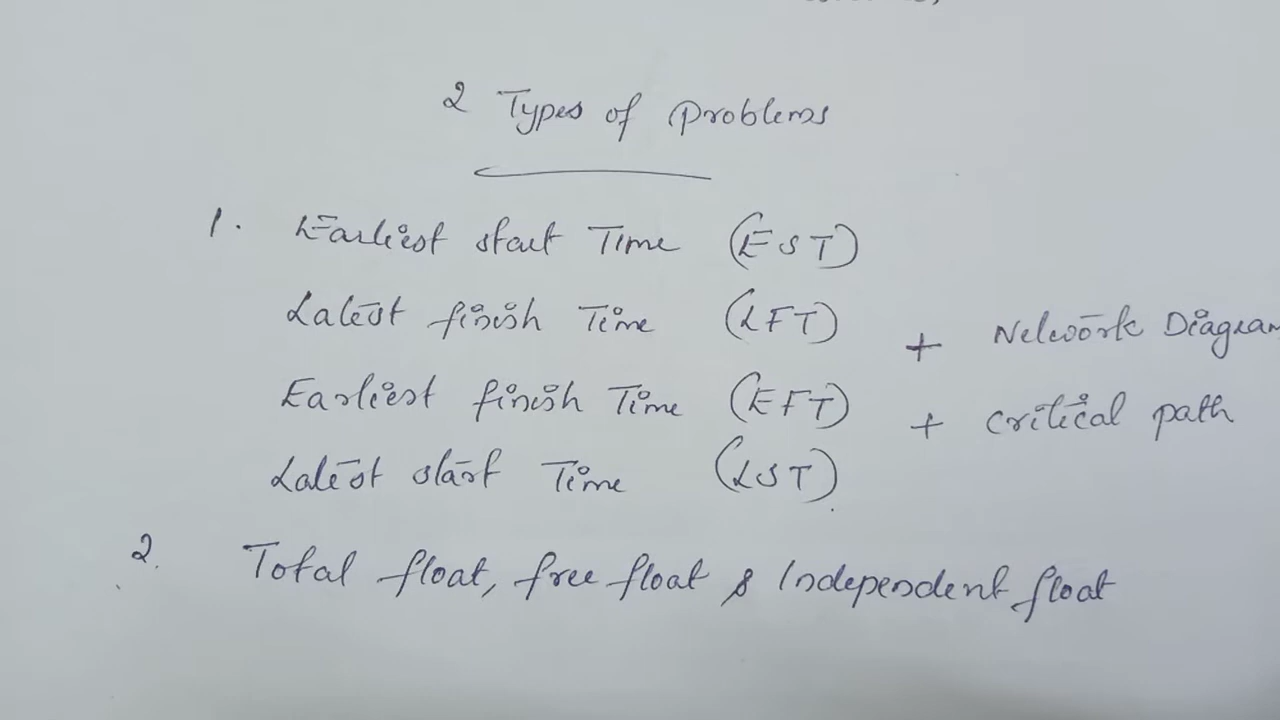 2 Types of problems
1. Earliest start Time (EST)
Latest finish Time (LFT)
+ Network Diagram
Earliest finish Time (EFT)
+ critical path
Latest start Time (LST)
2. Total float, free float & Independent float